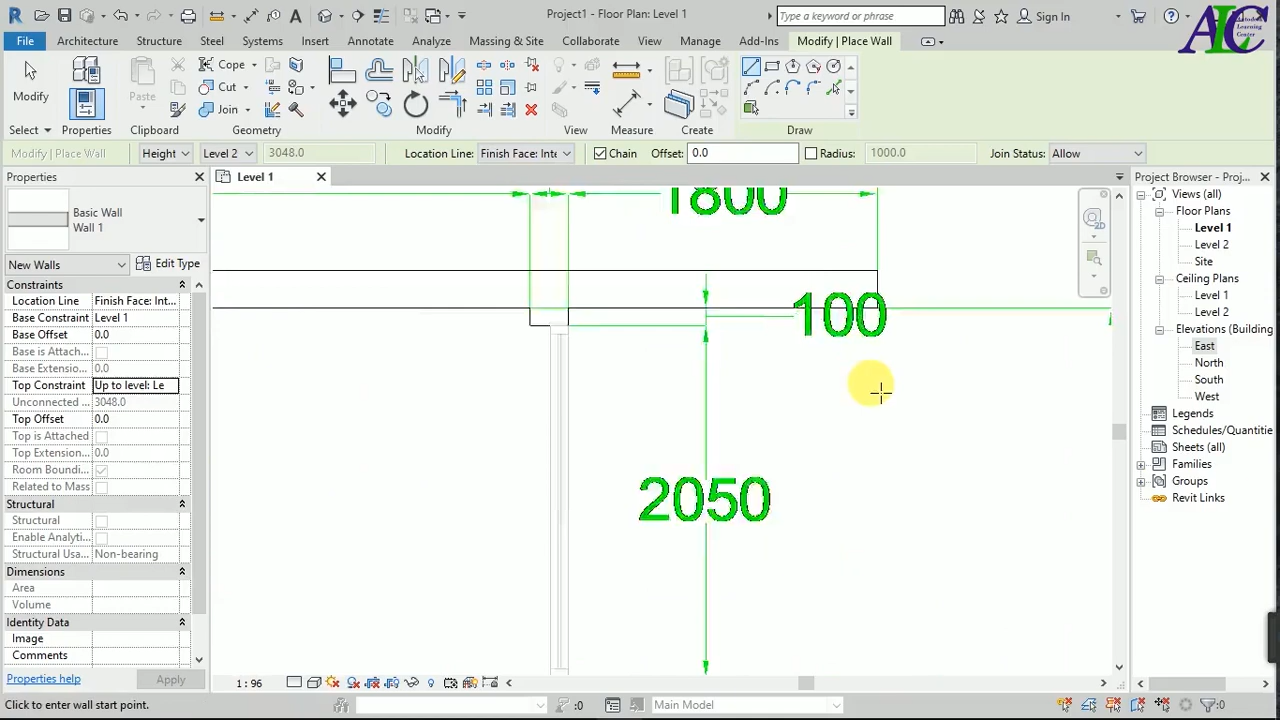 Project1 - Floor Plan: Level 1
Type a keyword or phrase
Sign In
ALC
Autodesk
Learning
Center
File
Architecture
Structure
Steel
Systems
Insert
Annotate
Analyze
Massing & Site
Collaborate
View
Manage
Add-Ins
Modify | Place Wall
Modify
Paste
Cope
Cut
Join
Select
Properties
Clipboard
Geometry
Modify
View
Measure
Create
Draw
Modify | Place Wall
Height
Level 2
3048.0
Location Line:
Finish Face: Inte
Chain
Offset:
0.0
Radius:
1000.0
Join Status:
Allow
Properties
Basic Wall
Wall 1
New Walls
Edit Type
Constraints
Location Line Finish Face: Int...
Base Constraint Level 1
Base Offset 0.0
Base is Attach...
Base Extensio... 0.0
Top Constraint Up to level: Le
Unconnected ... 3048.0
Top Offset 0.0
Top is Attached
Top Extension... 0.0
Room Boundi...
Related to Mass
Structural
Structural
Enable Analyti...
Structural Usa... Non-bearing
Dimensions
Area
Volume
Identity Data
Image
Comments
Properties help
Apply
Level 1
1800
100
2050
Project Browser - Proj...
Views (all)
Floor Plans
Level 1
Level 2
Site
Ceiling Plans
Level 1
Level 2
Elevations (Building
East
North
South
West
Legends
Schedules/Quantitie
Sheets (all)
Families
Groups
Revit Links
1 : 96
Click to enter wall start point.
:0
Main Model
:0